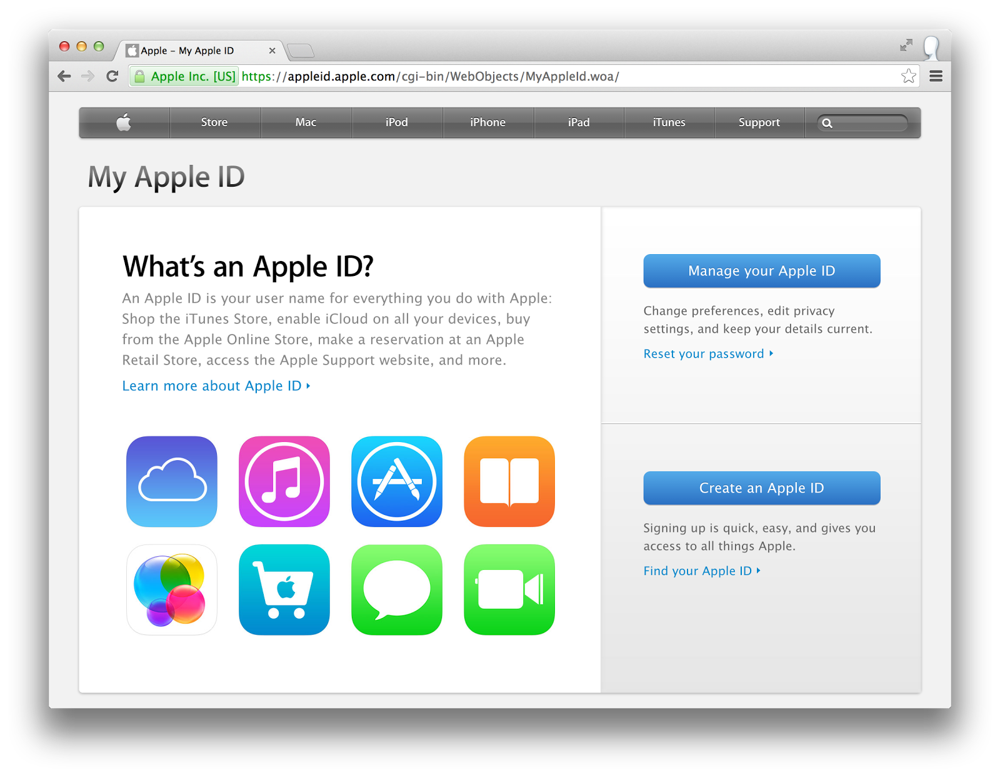 Apple – My Apple ID
Apple Inc. [US] https://appleid.apple.com/cgi-bin/WebObjects/MyAppleId.woa/
Store Mac iPod iPhone iPad iTunes Support
My Apple ID
What's an Apple ID?
An Apple ID is your user name for everything you do with Apple:
Shop the iTunes Store, enable iCloud on all your devices, buy
from the Apple Online Store, make a reservation at an Apple
Retail Store, access the Apple Support website, and more.
Learn more about Apple ID
Manage your Apple ID
Change preferences, edit privacy
settings, and keep your details current.
Reset your password
Create an Apple ID
Signing up is quick, easy, and gives you
access to all things Apple.
Find your Apple ID